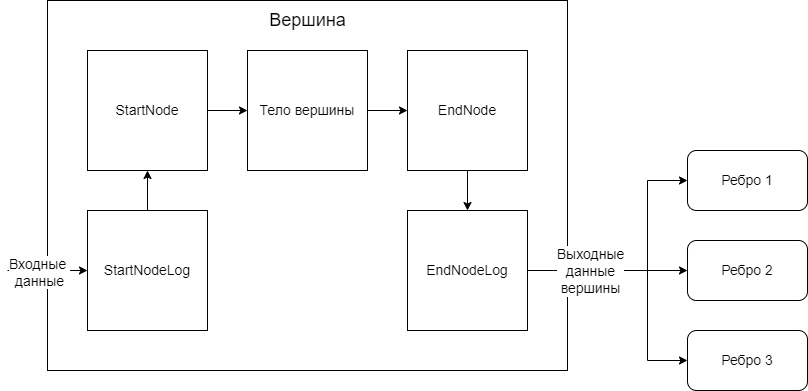 Вершина
StartNode
Тело вершины
EndNode
Ребро 1
Входные
данные
StartNodeLog
EndNodeLog
Выходные
данные
вершины
Ребро 2
Ребро 3